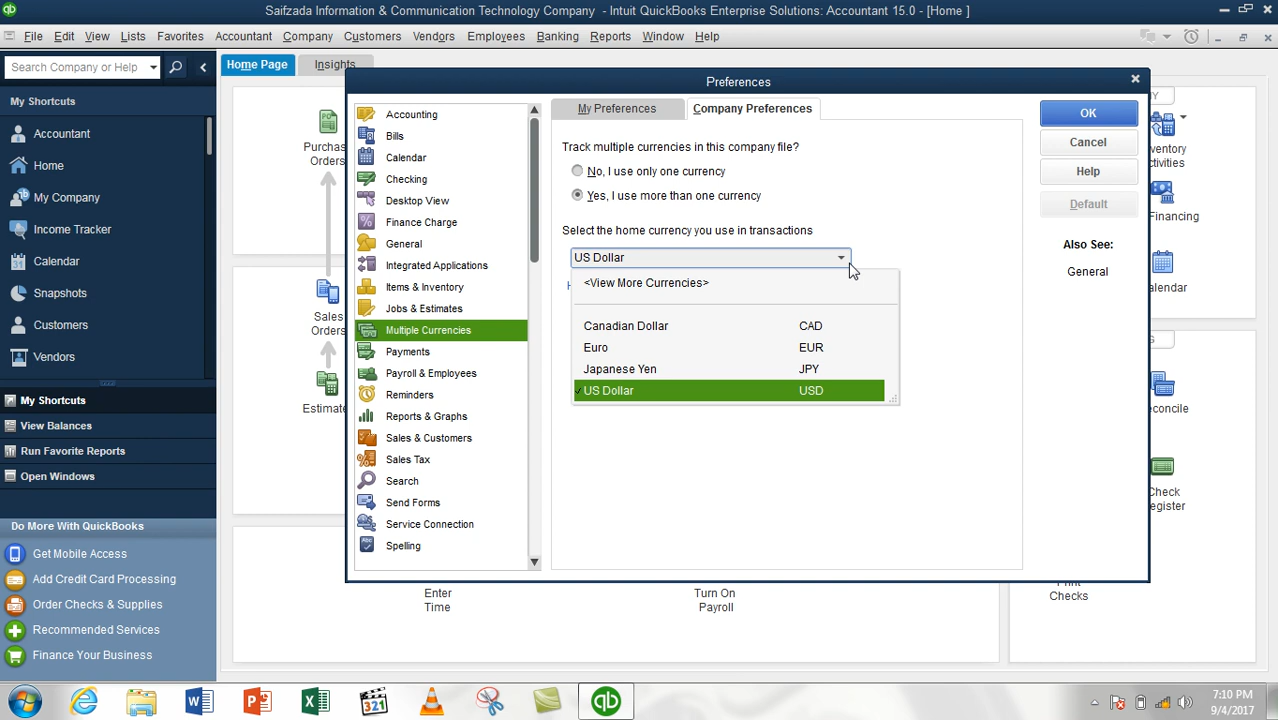 Saifzada Information & Communication Technology Company - Intuit QuickBooks Enterprise Solutions: Accountant 15.0 - [Home ]
File Edit View Lists Favorites Accountant Company Customers Vendors Employees Banking Reports Window Help
Search Company or Help
Home Page
Insights
My Shortcuts
Accountant
Home
My Company
Income Tracker
Calendar
Snapshots
Customers
Vendors
My Shortcuts
View Balances
Run Favorite Reports
Open Windows
Do More With QuickBooks
Get Mobile Access
Add Credit Card Processing
Order Checks & Supplies
Recommended Services
Finance Your Business
Purchas
Orders
Sales
Orders
Estimate
Enter
Time
Turn On
Payroll
Preferences
Accounting
Bills
Calendar
Checking
Desktop View
Finance Charge
General
Integrated Applications
Items & Inventory
Jobs & Estimates
Multiple Currencies
Payments
Payroll & Employees
Reminders
Reports & Graphs
Sales & Customers
Sales Tax
Search
Send Forms
Service Connection
Spelling
My Preferences
Company Preferences
Track multiple currencies in this company file?
No, I use only one currency
Yes, I use more than one currency
Select the home currency you use in transactions
US Dollar
<View More Currencies>
Canadian Dollar CAD
Euro EUR
Japanese Yen JPY
US Dollar USD
OK
Cancel
Help
Default
Also See:
General
Y
ventory
tivities
Financing
alendar
S
econcile
Check
egister
Print
Checks
7:10 PM
9/4/2017